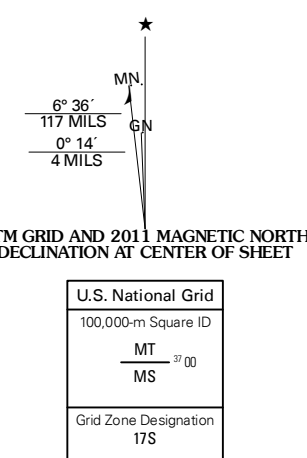 ★
MN.
6° 36´
117 MILS
GN
0° 14´
4 MILS
TM GRID AND 2011 MAGNETIC NORTH
DECLINATION AT CENTER OF SHEET
U.S. National Grid
100,000-m Square ID
MT
37 00
MS
Grid Zone Designation
17S